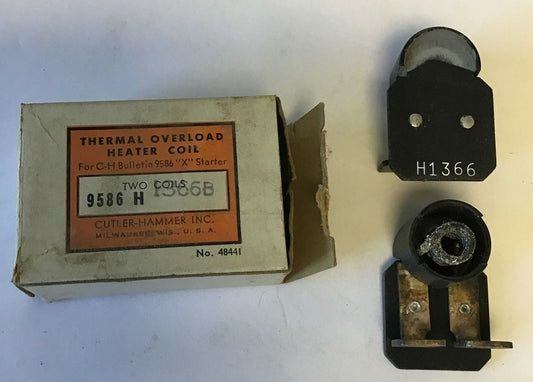 THERMAL OVERLOAD
HEATER COIL
For C-H Bulletin 9586 "X" Starter
TWO COILS
9586 H 1366B
CUTLER-HAMMER INC.
MILWAUKEE, WIS., U. S. A.
No. 48441
H1366